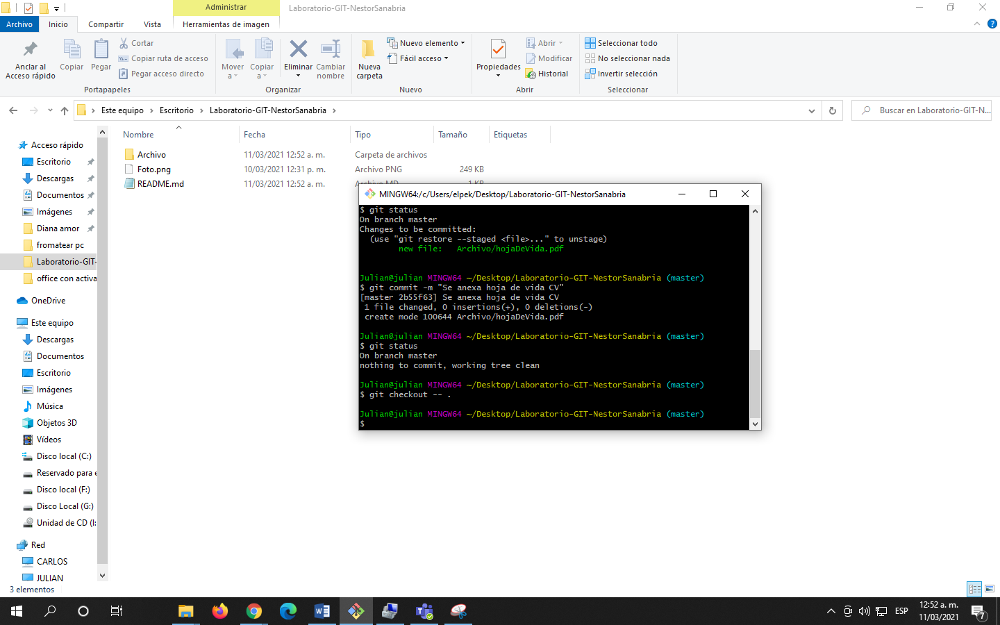 Administrar
Laboratorio-GIT-NestorSanabria
Archivo
Inicio
Compartir
Vista
Herramientas de imagen
Anclar al
Acceso rápido
Copiar
Pegar
Cortar
Copiar ruta de acceso
Pegar acceso directo
Portapapeles
Mover
a
Copiar
a
Eliminar
Cambiar
nombre
Organizar
Nueva
carpeta
Nuevo elemento
Fácil acceso
Nuevo
Propiedades
Abrir
Modificar
Historial
Abrir
Seleccionar todo
No seleccionar nada
Invertir selección
Seleccionar
Este equipo > Escritorio > Laboratorio-GIT-NestorSanabria >
Buscar en Laboratorio-GIT-N...
Nombre
Fecha
Tipo
Tamaño
Etiquetas
Archivo 11/03/2021 12:52 a. m. Carpeta de archivos
Foto.png 10/03/2021 12:31 p. m. Archivo PNG 249 KB
README.md 11/03/2021 12:52 a. m. Archivo MD 1 KB
Acceso rápido
Escritorio
Descargas
Documentos
Imágenes
Diana amor
fromatear pc
Laboratorio-GIT-
office con activa
OneDrive
Este equipo
Descargas
Documentos
Escritorio
Imágenes
Música
Objetos 3D
Vídeos
Disco local (C:)
Reservado para e
Disco local (F:)
Disco Local (G:)
Unidad de CD (I:
Red
CARLOS
JULIAN
3 elementos
MINGW64:/c/Users/elpek/Desktop/Laboratorio-GIT-NestorSanabria
$ git status
On branch master
Changes to be committed:
(use "git restore --staged <file>..." to unstage)
new file: Archivo/hojaDeVida.pdf
Julian@julian MINGW64 ~/Desktop/Laboratorio-GIT-NestorSanabria (master)
$ git commit -m "Se anexa hoja de vida CV"
[master 2b55f63] Se anexa hoja de vida CV
1 file changed, 0 insertions(+), 0 deletions(-)
create mode 100644 Archivo/hojaDeVida.pdf
Julian@julian MINGW64 ~/Desktop/Laboratorio-GIT-NestorSanabria (master)
$ git status
On branch master
nothing to commit, working tree clean
Julian@julian MINGW64 ~/Desktop/Laboratorio-GIT-NestorSanabria (master)
$ git checkout -- .
Julian@julian MINGW64 ~/Desktop/Laboratorio-GIT-NestorSanabria (master)
$
ESP
12:52 a. m.
11/03/2021
7